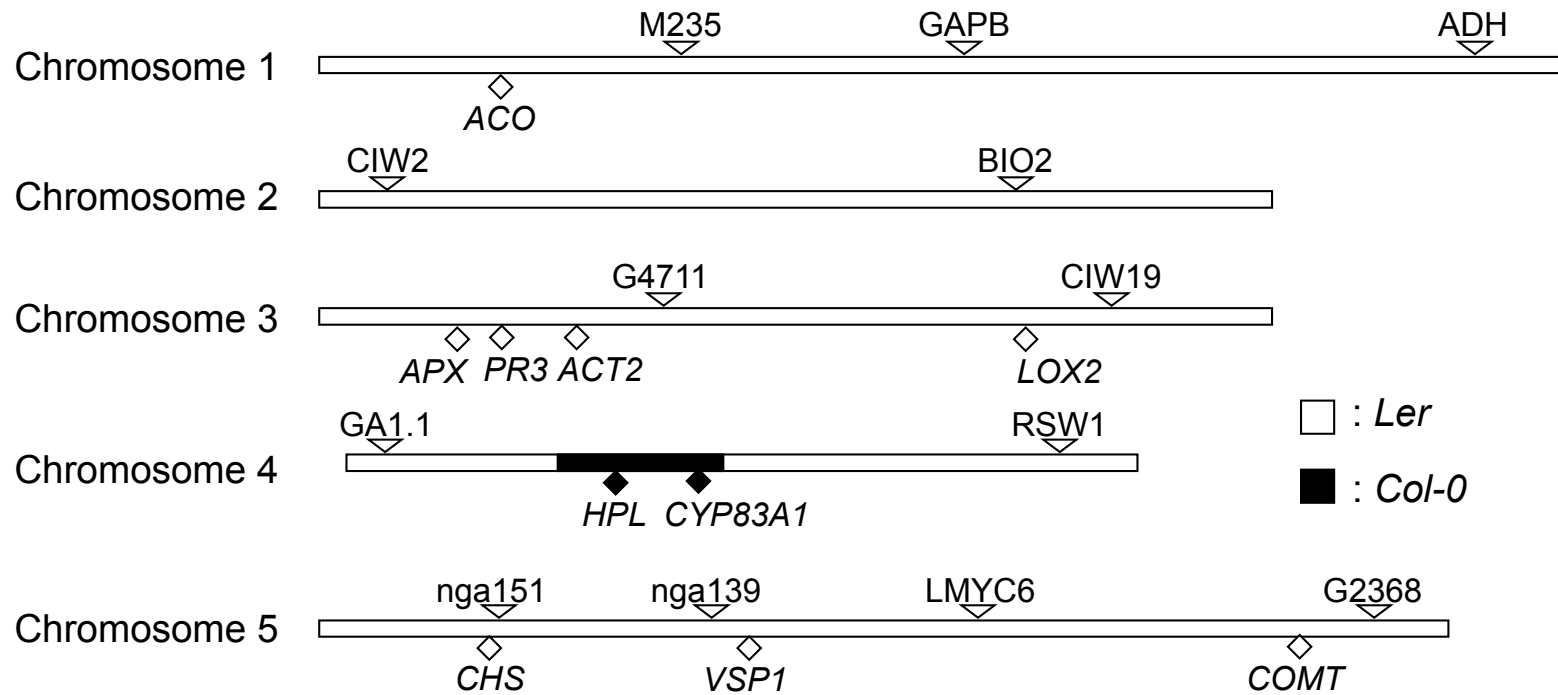 M235 GAPB ADH
Chromosome 1
ACO
CIW2 BIO2
Chromosome 2
G4711 CIW19
Chromosome 3
APX PR3 ACT2 LOX2
GA1.1 RSW1
: Ler
Chromosome 4
: Col-0
HPL CYP83A1
nga151 nga139 LMYC6 G2368
Chromosome 5
CHS VSP1 COMT